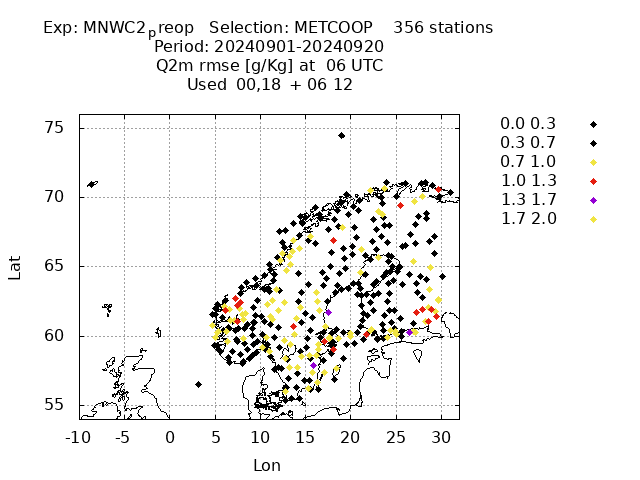 Exp: MNWC2preop Selection: METCOOP 356 stations
Period: 20240901-20240920
Q2m rmse [g/Kg] at 06 UTC
Used 00,18 + 06 12
0.0 0.3
0.3 0.7
0.7 1.0
1.0 1.3
1.3 1.7
1.7 2.0
75
70
65
60
55
Lat
-10 -5 0 5 10 15 20 25 30
Lon